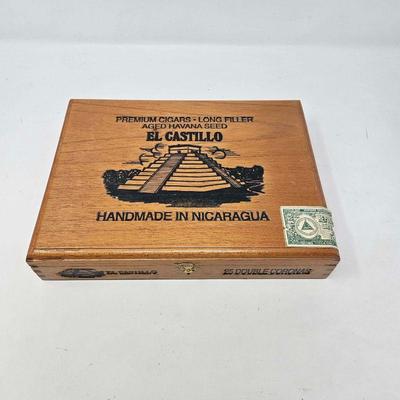 PREMIUM CIGARS - LONG FILLER
AGED HAVANA SEED
EL CASTILLO
HANDMADE IN NICARAGUA
EL CASTILLO
25 DOUBLE CORONAS